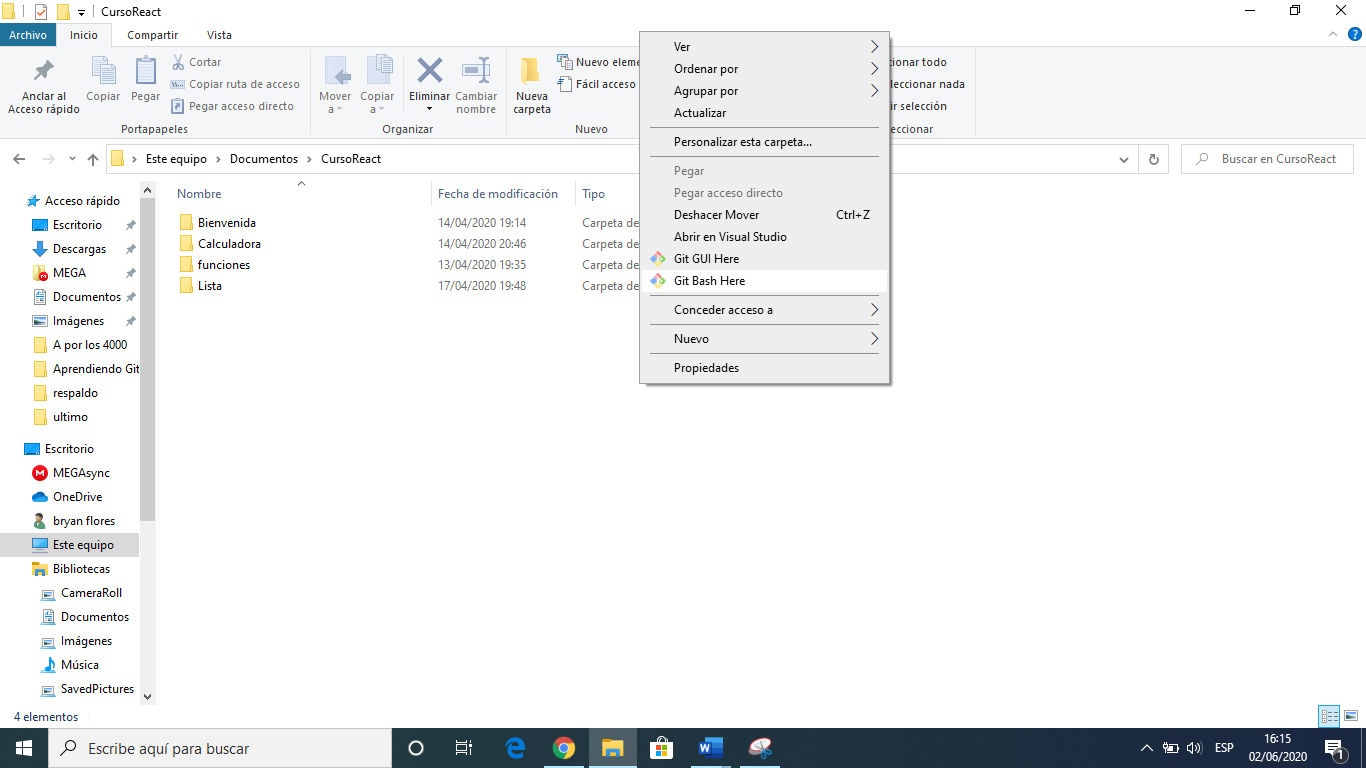 CursoReact
Archivo
Inicio
Compartir
Vista
Anclar al
Acceso rápido
Copiar
Pegar
Cortar
Copiar ruta de acceso
Pegar acceso directo
Portapapeles
Mover
a
Copiar
a
Eliminar
Cambiar
nombre
Organizar
Nueva
carpeta
Nuevo eleme
Fácil acceso
Nuevo
cionar todo
leccionar nada
ir selección
eccionar
Este equipo
Documentos
CursoReact
Buscar en CursoReact
Nombre
Fecha de modificación
Tipo
Bienvenida
14/04/2020 19:14
Carpeta de
Calculadora
14/04/2020 20:46
Carpeta de
funciones
13/04/2020 19:35
Carpeta de
Lista
17/04/2020 19:48
Carpeta de
Acceso rápido
Escritorio
Descargas
MEGA
Documentos
Imágenes
A por los 4000
Aprendiendo Git
respaldo
ultimo
Escritorio
MEGAsync
OneDrive
bryan flores
Este equipo
Bibliotecas
CameraRoll
Documentos
Imágenes
Música
SavedPictures
Ver
Ordenar por
Agrupar por
Actualizar
Personalizar esta carpeta...
Pegar
Pegar acceso directo
Deshacer Mover Ctrl+Z
Abrir en Visual Studio
Git GUI Here
Git Bash Here
Conceder acceso a
Nuevo
Propiedades
4 elementos
Escribe aquí para buscar
ESP
16:15
02/06/2020
1